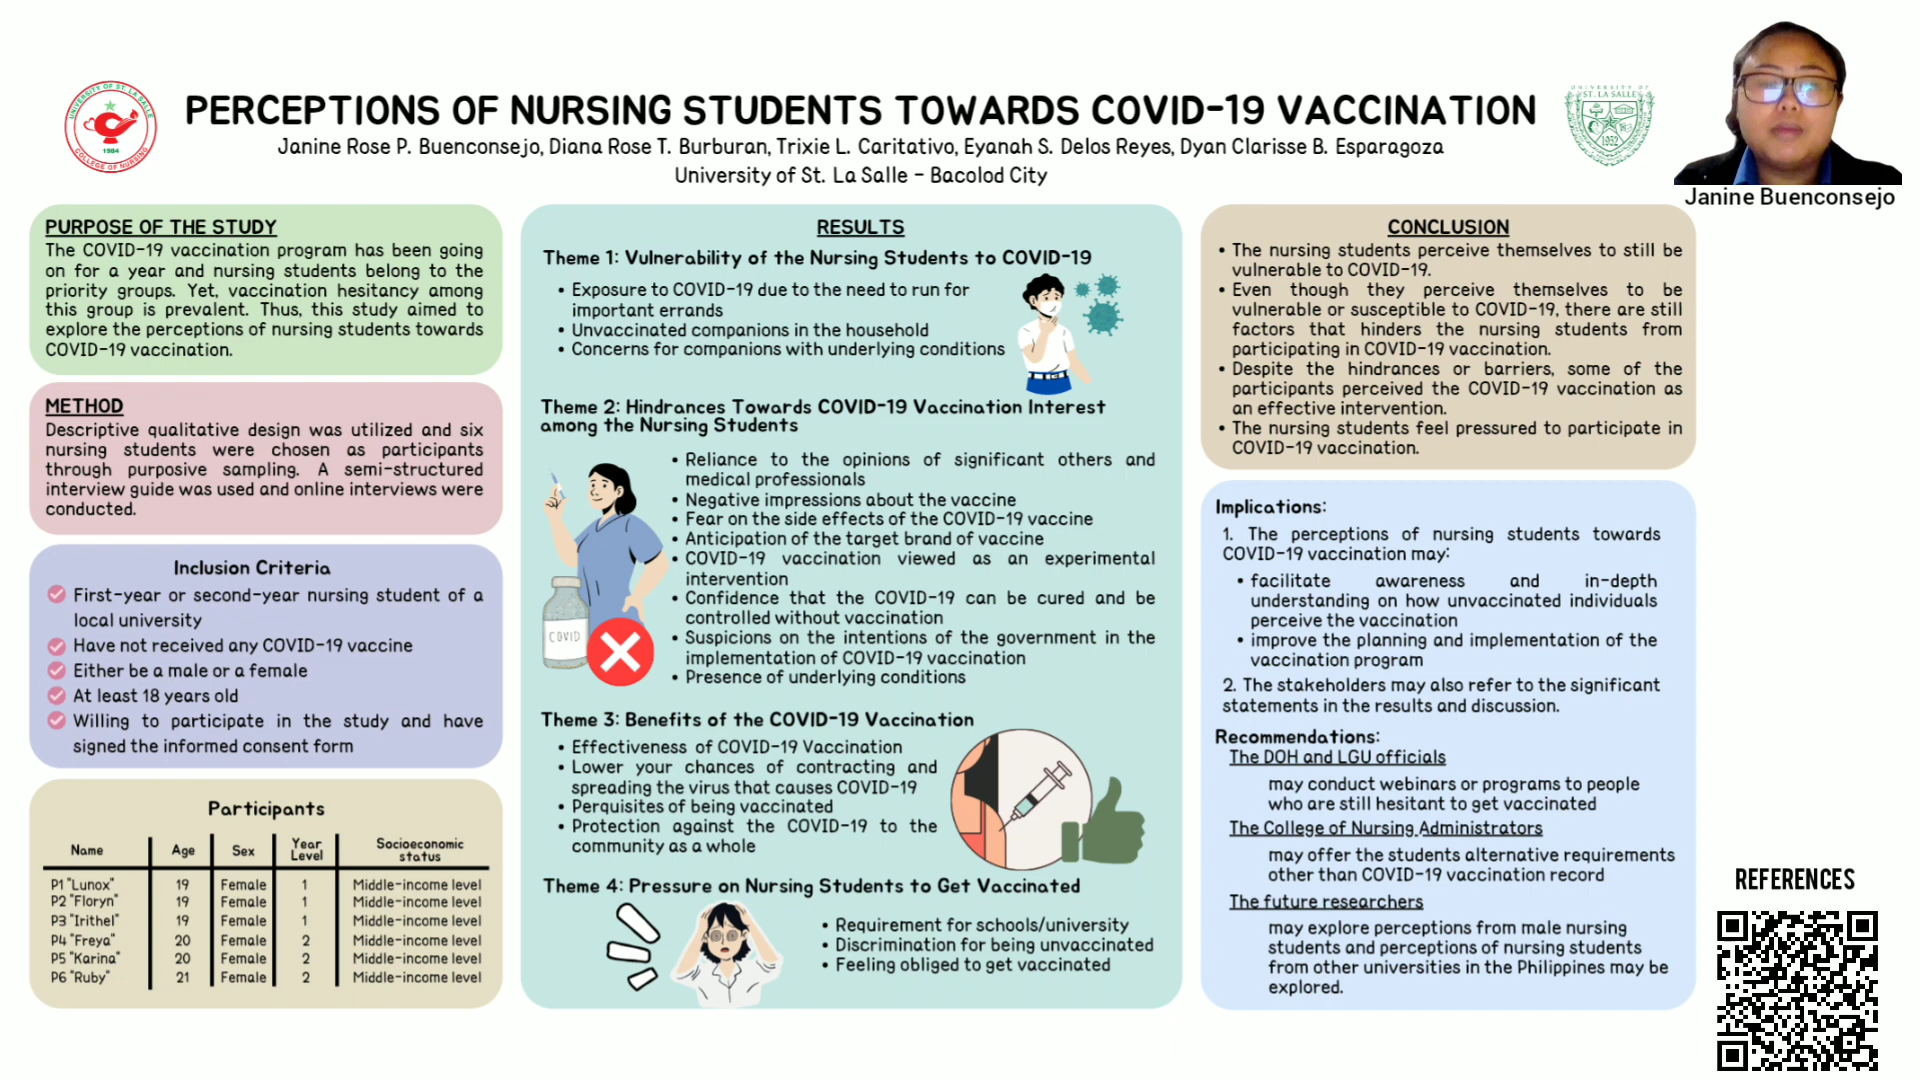 PERCEPTIONS OF NURSING STUDENTS TOWARDS COVID-19 VACCINATION
Janine Rose P. Buenconsejo, Diana Rose T. Burburan, Trixie L. Caritativo, Eyanah S. Delos Reyes, Dyan Clarisse B. Esparagoza
University of St. La Salle - Bacolod City
UNIVERSITY OF ST. LA SALLE
1984
COLLEGE OF NURSING
UNIVERSITY OF
ST. LA SALLE
1952
Janine Buenconsejo
PURPOSE OF THE STUDY
The COVID-19 vaccination program has been going
on for a year and nursing students belong to the
priority groups. Yet, vaccination hesitancy among
this group is prevalent. Thus, this study aimed to
explore the perceptions of nursing students towards
COVID-19 vaccination.
METHOD
Descriptive qualitative design was utilized and six
nursing students were chosen as participants
through purposive sampling. A semi-structured
interview guide was used and online interviews were
conducted.
Inclusion Criteria
First-year or second-year nursing student of a
local university
Have not received any COVID-19 vaccine
Either be a male or a female
At least 18 years old
Willing to participate in the study and have
signed the informed consent form
Participants
Name Age Sex Year Level Socioeconomic status
P1 "Lunox" 19 Female 1 Middle-income level
P2 "Floryn" 19 Female 1 Middle-income level
P3 "Irithel" 19 Female 1 Middle-income level
P4 "Freya" 20 Female 2 Middle-income level
P5 "Karina" 20 Female 2 Middle-income level
P6 "Ruby" 21 Female 2 Middle-income level
RESULTS
Theme 1: Vulnerability of the Nursing Students to COVID-19
• Exposure to COVID-19 due to the need to run for
important errands
• Unvaccinated companions in the household
• Concerns for companions with underlying conditions
Theme 2: Hindrances Towards COVID-19 Vaccination Interest
among the Nursing Students
• Reliance to the opinions of significant others and
medical professionals
• Negative impressions about the vaccine
• Fear on the side effects of the COVID-19 vaccine
• Anticipation of the target brand of vaccine
• COVID-19 vaccination viewed as an experimental
intervention
• Confidence that the COVID-19 can be cured and be
controlled without vaccination
• Suspicions on the intentions of the government in the
implementation of COVID-19 vaccination
• Presence of underlying conditions
COVID
Theme 3: Benefits of the COVID-19 Vaccination
• Effectiveness of COVID-19 Vaccination
• Lower your chances of contracting and
spreading the virus that causes COVID-19
• Perquisites of being vaccinated
• Protection against the COVID-19 to the
community as a whole
Theme 4: Pressure on Nursing Students to Get Vaccinated
• Requirement for schools/university
• Discrimination for being unvaccinated
• Feeling obliged to get vaccinated
CONCLUSION
• The nursing students perceive themselves to still be
vulnerable to COVID-19.
• Even though they perceive themselves to be
vulnerable or susceptible to COVID-19, there are still
factors that hinders the nursing students from
participating in COVID-19 vaccination.
• Despite the hindrances or barriers, some of the
participants perceived the COVID-19 vaccination as
an effective intervention.
• The nursing students feel pressured to participate in
COVID-19 vaccination.
Implications:
1. The perceptions of nursing students towards
COVID-19 vaccination may:
• facilitate awareness and in-depth
understanding on how unvaccinated individuals
perceive the vaccination
• improve the planning and implementation of the
vaccination program
2. The stakeholders may also refer to the significant
statements in the results and discussion.
Recommendations:
The DOH and LGU officials
may conduct webinars or programs to people
who are still hesitant to get vaccinated
The College of Nursing Administrators
may offer the students alternative requirements
other than COVID-19 vaccination record
The future researchers
may explore perceptions from male nursing
students and perceptions of nursing students
from other universities in the Philippines may be
explored.
REFERENCES